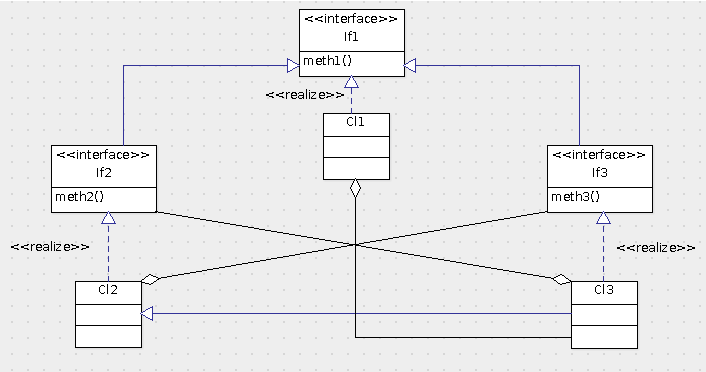 <<interface>>
If1
meth1()
<<realize>>
Cl1
<<interface>>
If2
meth2()
<<interface>>
If3
meth3()
<<realize>>
<<realize>>
Cl2
Cl3